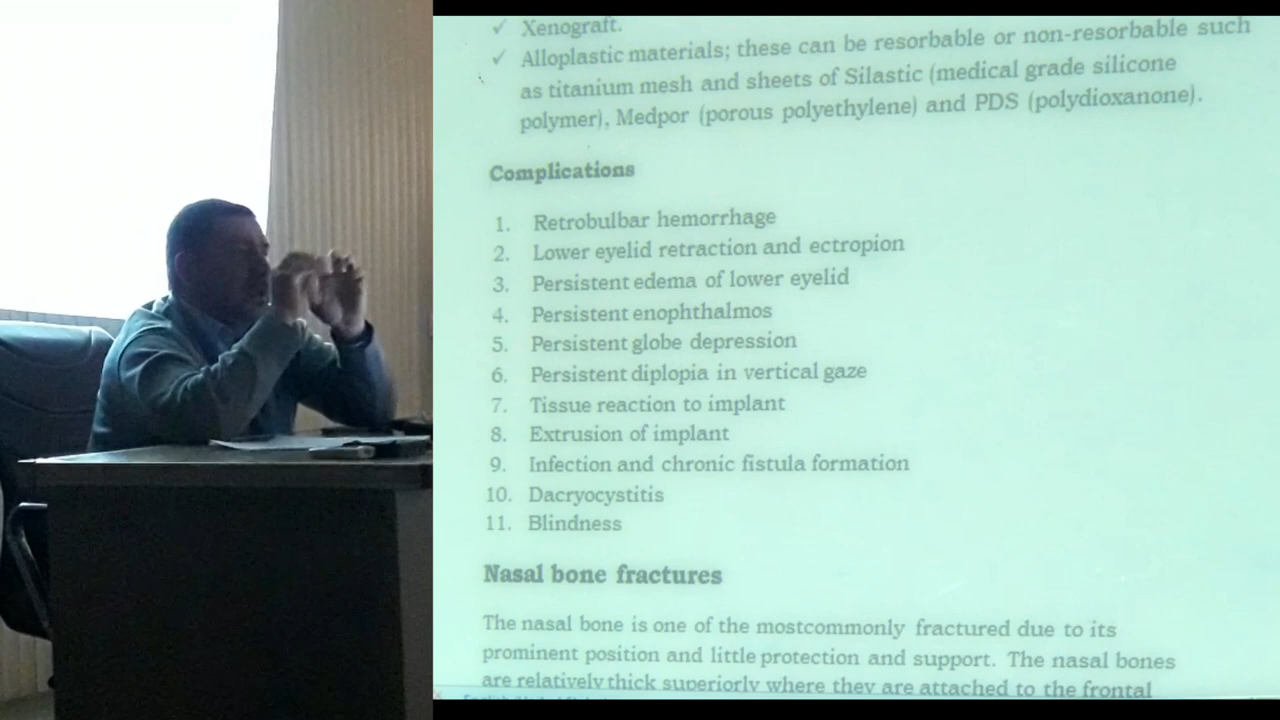 ✓ Xenograft.
✓ Alloplastic materials; these can be resorbable or non-resorbable such
as titanium mesh and sheets of Silastic (medical grade silicone
polymer), Medpor (porous polyethylene) and PDS (polydioxanone).
Complications
1. Retrobulbar hemorrhage
2. Lower eyelid retraction and ectropion
3. Persistent edema of lower eyelid
4. Persistent enophthalmos
5. Persistent globe depression
6. Persistent diplopia in vertical gaze
7. Tissue reaction to implant
8. Extrusion of implant
9. Infection and chronic fistula formation
10. Dacryocystitis
11. Blindness
Nasal bone fractures
The nasal bone is one of the mostcommonly fractured due to its
prominent position and little protection and support. The nasal bones
are relatively thick superiorly where they are attached to the frontal